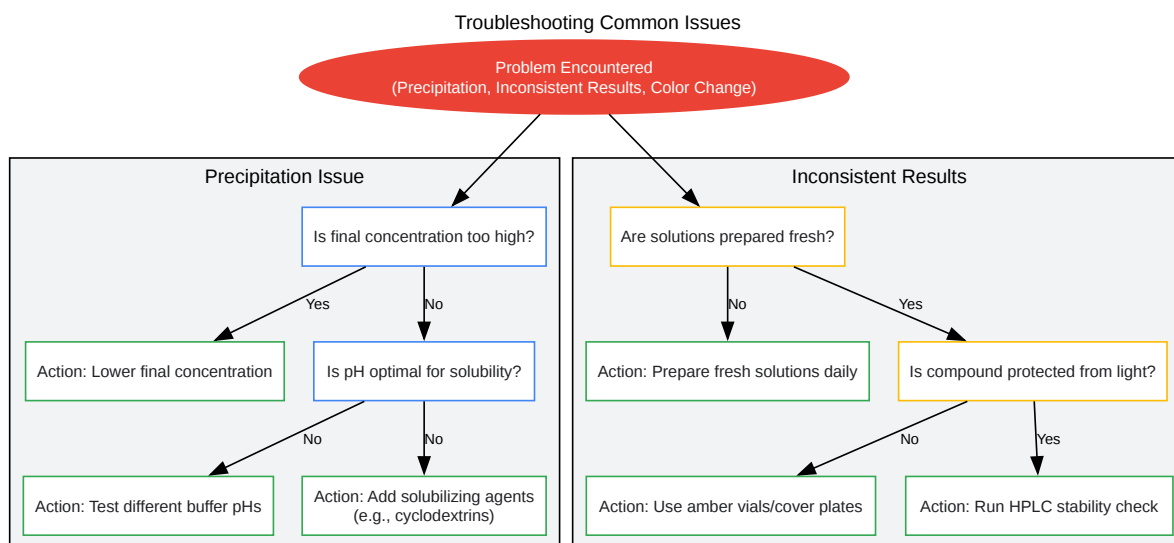 Troubleshooting Common Issues
Problem Encountered
(Precipitation, Inconsistent Results, Color Change)
Precipitation Issue
Is final concentration too high?
Yes
No
Action: Lower final concentration
Is pH optimal for solubility?
No
No
Action: Test different buffer pHs
Action: Add solubilizing agents
(e.g., cyclodextrins)
Inconsistent Results
Are solutions prepared fresh?
No
Yes
Action: Prepare fresh solutions daily
Is compound protected from light?
No
Yes
Action: Use amber vials/cover plates
Action: Run HPLC stability check